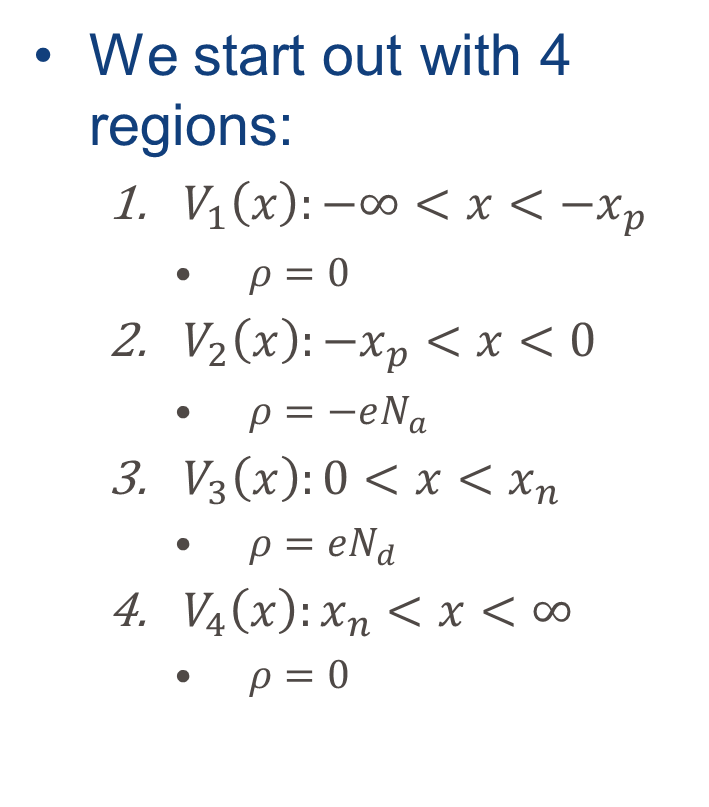 • We start out with 4
regions:
1. V₁(x): −∞ < x < −xₚ
• ρ = 0
2. V₂(x): −xₚ < x < 0
• ρ = −eNₐ
3. V₃(x): 0 < x < xₙ
• ρ = eN_d
4. V₄(x): xₙ < x < ∞
• ρ = 0